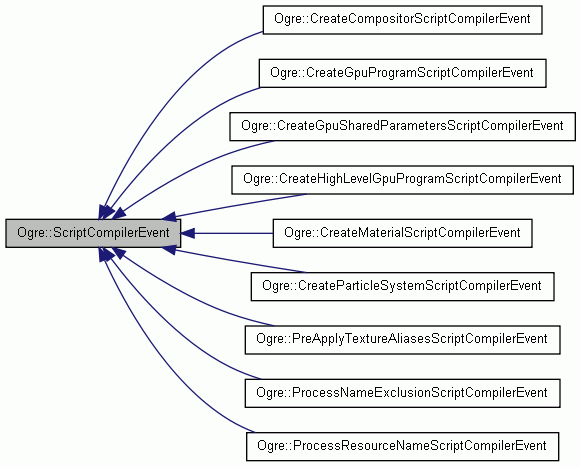 Ogre::CreateCompositorScriptCompilerEvent
Ogre::CreateGpuProgramScriptCompilerEvent
Ogre::CreateGpuSharedParametersScriptCompilerEvent
Ogre::CreateHighLevelGpuProgramScriptCompilerEvent
Ogre::ScriptCompilerEvent
Ogre::CreateMaterialScriptCompilerEvent
Ogre::CreateParticleSystemScriptCompilerEvent
Ogre::PreApplyTextureAliasesScriptCompilerEvent
Ogre::ProcessNameExclusionScriptCompilerEvent
Ogre::ProcessResourceNameScriptCompilerEvent